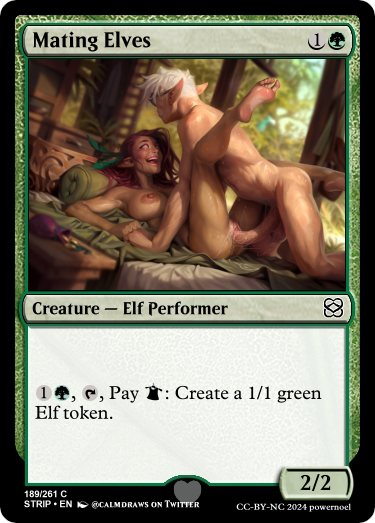 Mating Elves 1
Creature — Elf Performer
1 , , Pay : Create a 1/1 green
Elf token.
2/2
189/261 C
STRIP • EN @CALMDRAWS ON TWITTER
CC-BY-NC 2024 powernoel